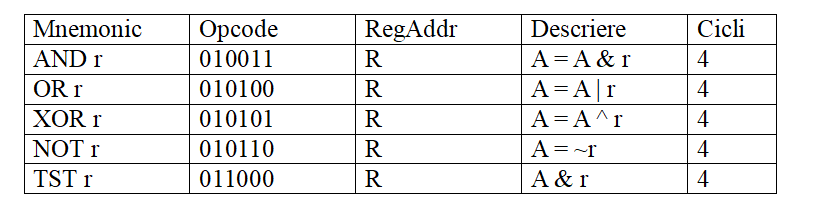 Mnemonic Opcode RegAddr Descriere Cicli
AND r 010011 R A = A & r 4
OR r 010100 R A = A | r 4
XOR r 010101 R A = A ^ r 4
NOT r 010110 R A = ~r 4
TST r 011000 R A & r 4